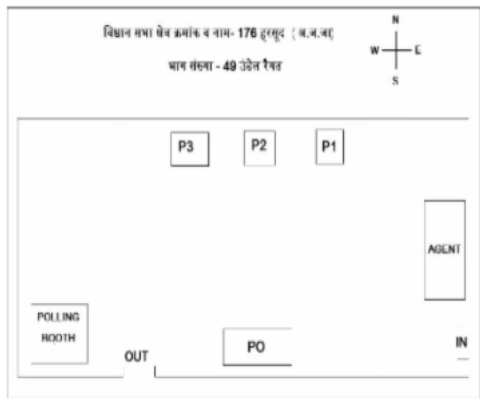 विधान सभा क्षेत्र क्रमांक व नाम- 176 हरसूद ( अ.ज.जा)
भाग संख्या - 49 उंडेल रैयत
N
W E
S
P3 P2 P1
AGENT
POLLING
BOOTH
OUT
PO
IN